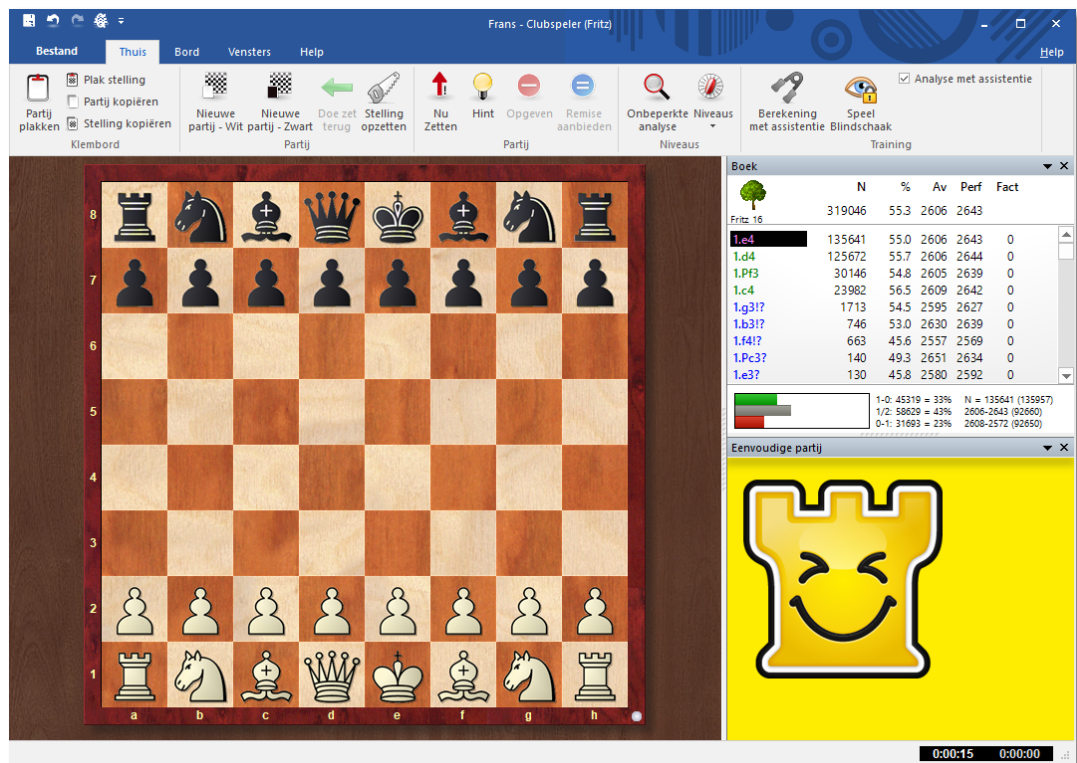 Frans - Clubspeler (Fritz)
Bestand Thuis Bord Vensters Help Help
Partij plakken
Plak stelling
Partij kopiëren
Stelling kopiëren
Klembord
Nieuwe partij - Wit
Nieuwe partij - Zwart
Doe zet terug
Stelling opzetten
Partij
Nu Zetten
Hint
Opgeven
Remise aanbieden
Partij
Onbeperkte analyse
Niveaus
Niveaus
Berekening met assistentie
Speel Blindschaak
Analyse met assistentie
Training
8
7
6
5
4
3
2
1
a b c d e f g h
Boek
N % Av Perf Fact
319046 55.3 2606 2643
Fritz 16
1.e4 135641 55.0 2606 2643 0
1.d4 125672 55.7 2606 2644 0
1.Pf3 30146 54.8 2605 2639 0
1.c4 23982 56.5 2609 2642 0
1.g3!? 1713 54.5 2595 2627 0
1.b3!? 746 53.0 2630 2639 0
1.f4!? 663 45.6 2557 2569 0
1.Pc3? 140 49.3 2651 2634 0
1.e3? 130 45.8 2580 2592 0
1-0: 45319 = 33% N = 135641 (135957)
1/2: 58629 = 43% 2606-2643 (92660)
0-1: 31693 = 23% 2608-2572 (92650)
Eenvoudige partij
0:00:15 0:00:00